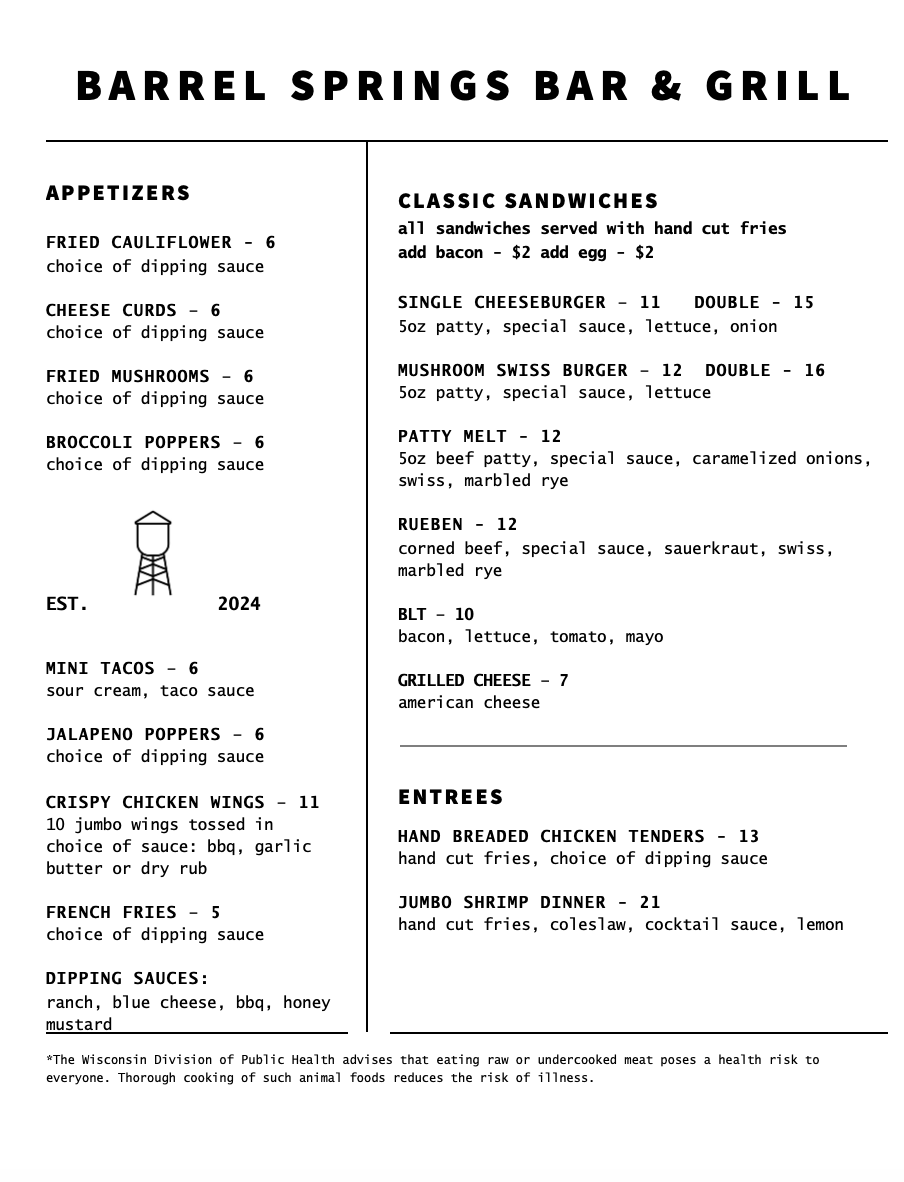 BARREL SPRINGS BAR & GRILL
APPETIZERS
FRIED CAULIFLOWER - 6
choice of dipping sauce
CHEESE CURDS – 6
choice of dipping sauce
FRIED MUSHROOMS – 6
choice of dipping sauce
BROCCOLI POPPERS – 6
choice of dipping sauce
EST. 2024
MINI TACOS – 6
sour cream, taco sauce
JALAPENO POPPERS – 6
choice of dipping sauce
CRISPY CHICKEN WINGS – 11
10 jumbo wings tossed in
choice of sauce: bbq, garlic
butter or dry rub
FRENCH FRIES – 5
choice of dipping sauce
DIPPING SAUCES:
ranch, blue cheese, bbq, honey
mustard
CLASSIC SANDWICHES
all sandwiches served with hand cut fries
add bacon - $2 add egg - $2
SINGLE CHEESEBURGER – 11 DOUBLE - 15
5oz patty, special sauce, lettuce, onion
MUSHROOM SWISS BURGER – 12 DOUBLE - 16
5oz patty, special sauce, lettuce
PATTY MELT - 12
5oz beef patty, special sauce, caramelized onions,
swiss, marbled rye
RUEBEN - 12
corned beef, special sauce, sauerkraut, swiss,
marbled rye
BLT – 10
bacon, lettuce, tomato, mayo
GRILLED CHEESE – 7
american cheese
ENTREES
HAND BREADED CHICKEN TENDERS - 13
hand cut fries, choice of dipping sauce
JUMBO SHRIMP DINNER - 21
hand cut fries, coleslaw, cocktail sauce, lemon
*The Wisconsin Division of Public Health advises that eating raw or undercooked meat poses a health risk to
everyone. Thorough cooking of such animal foods reduces the risk of illness.